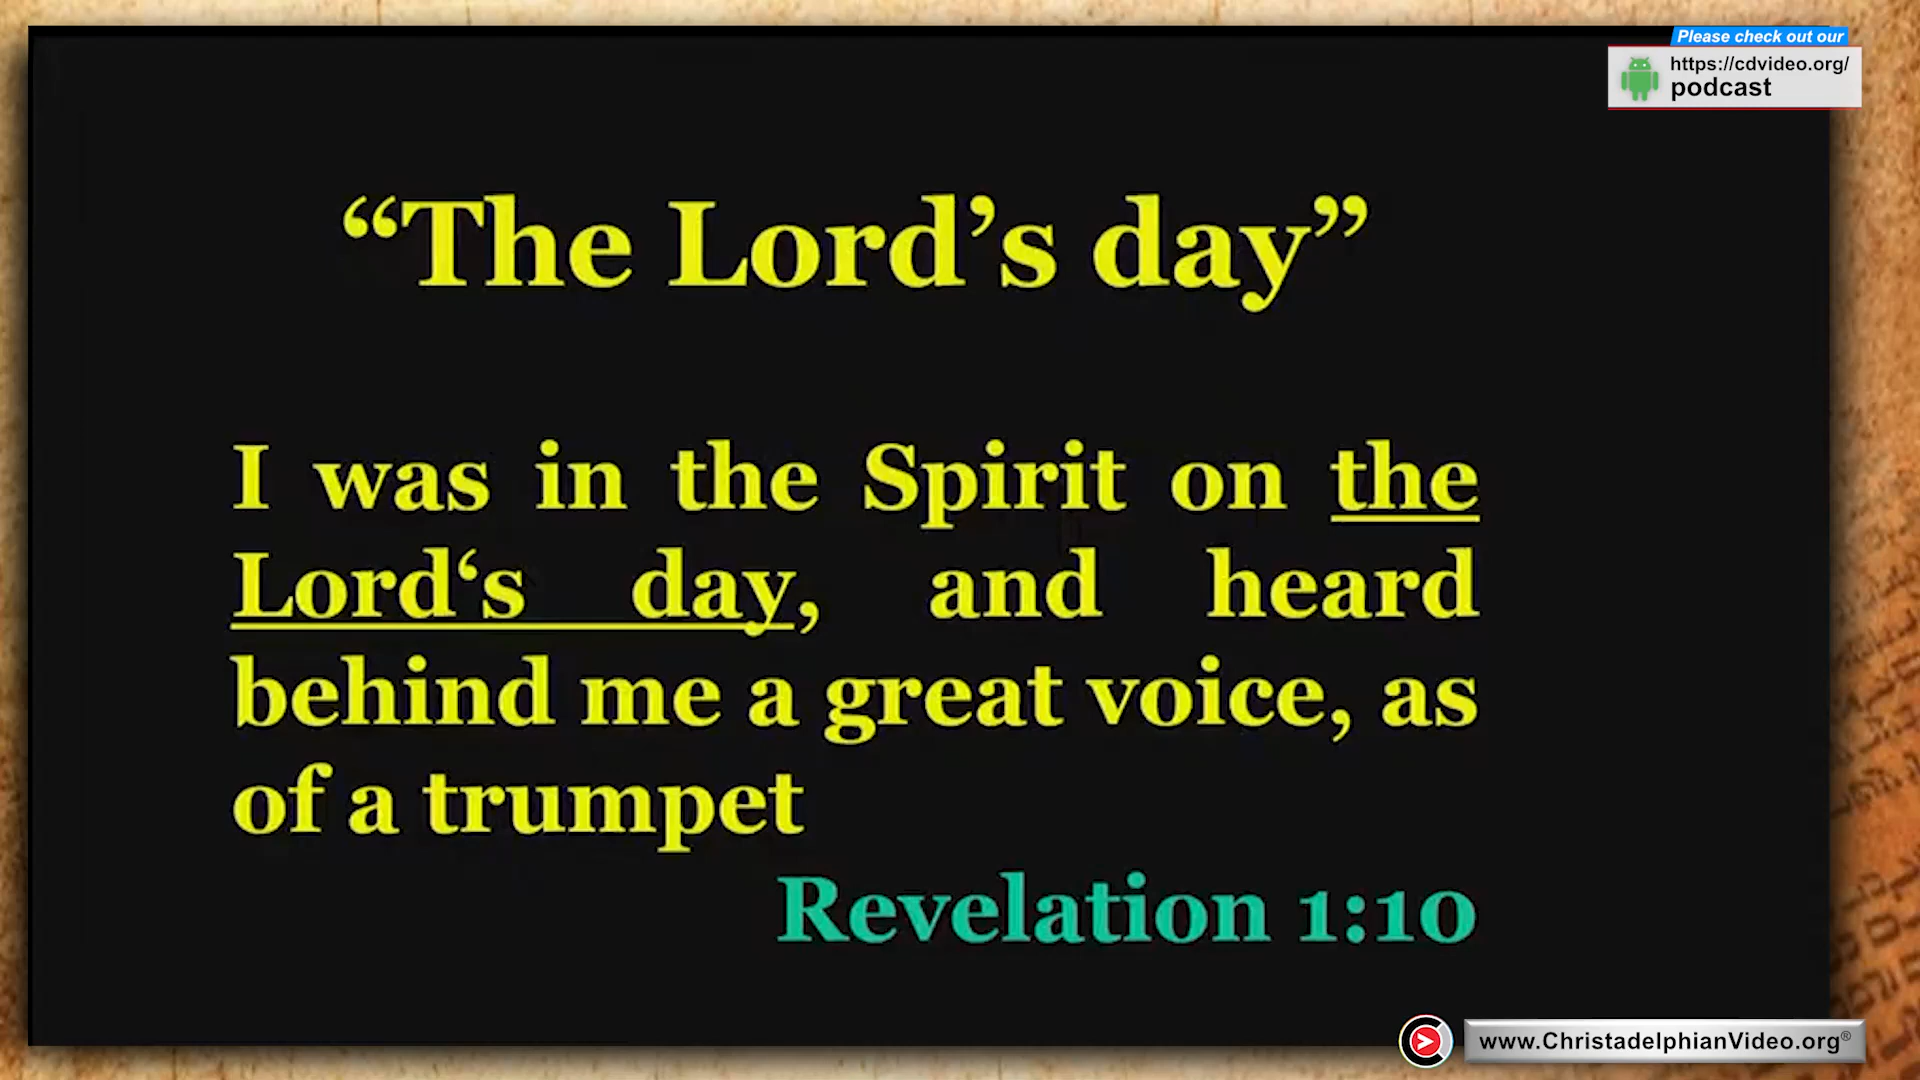 Please check out our
https://cdvideo.org/
podcast
“The Lord’s day”
I was in the Spirit on the
Lord‘s day, and heard
behind me a great voice, as
of a trumpet
Revelation 1:10
www.ChristadelphianVideo.org®